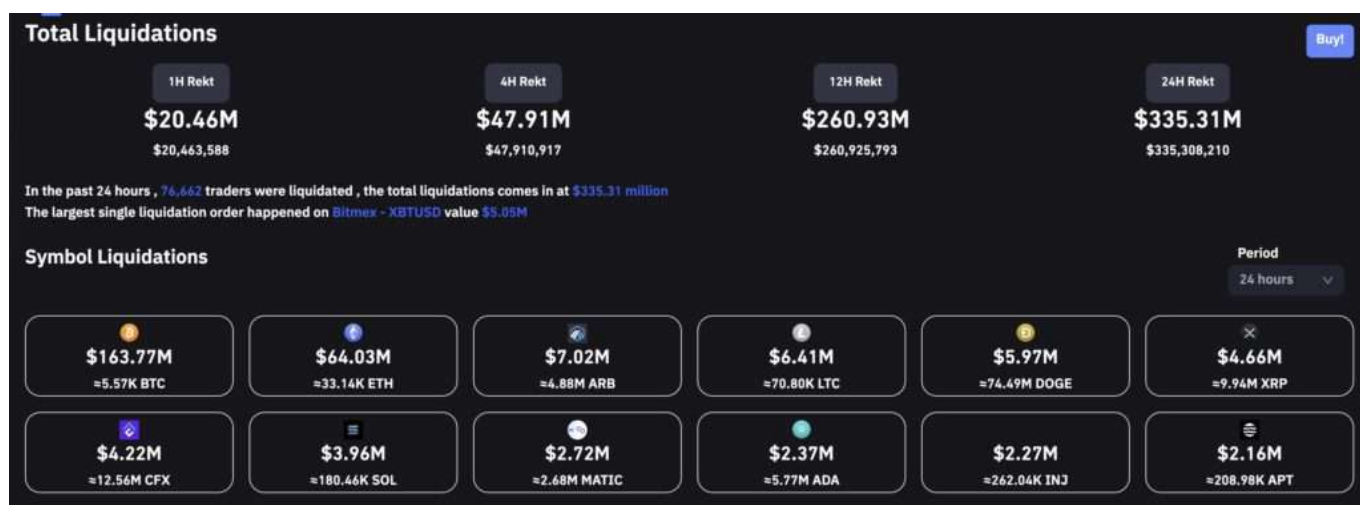 Total Liquidations
Buy!
1H Rekt
4H Rekt
12H Rekt
24H Rekt
$20.46M
$47.91M
$260.93M
$335.31M
$20,463,588
$47,910,917
$260,925,793
$335,308,210
In the past 24 hours , 76,662 traders were liquidated , the total liquidations comes in at $335.31 million
The largest single liquidation order happened on Bitmex - XBTUSD value $5.05M
Symbol Liquidations
Period
24 hours
$163.77M
≈5.57K BTC
$64.03M
≈33.14K ETH
$7.02M
≈4.88M ARB
$6.41M
≈70.80K LTC
$5.97M
≈74.49M DOGE
$4.66M
≈9.94M XRP
$4.22M
≈12.56M CFX
$3.96M
≈180.46K SOL
$2.72M
≈2.68M MATIC
$2.37M
≈5.77M ADA
$2.27M
≈262.04K INJ
$2.16M
≈208.98K APT